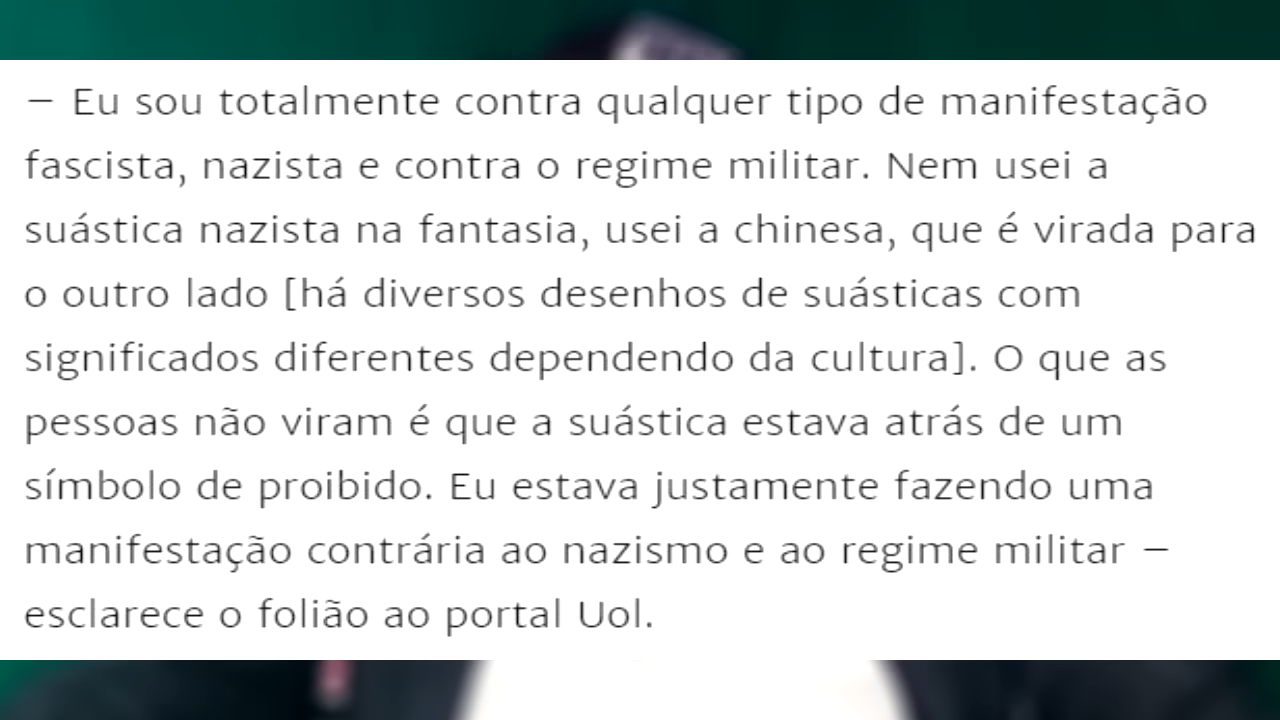 — Eu sou totalmente contra qualquer tipo de manifestação
fascista, nazista e contra o regime militar. Nem usei a
suástica nazista na fantasia, usei a chinesa, que é virada para
o outro lado [há diversos desenhos de suásticas com
significados diferentes dependendo da cultura]. O que as
pessoas não viram é que a suástica estava atrás de um
símbolo de proibido. Eu estava justamente fazendo uma
manifestação contrária ao nazismo e ao regime militar —
esclarece o folião ao portal Uol.